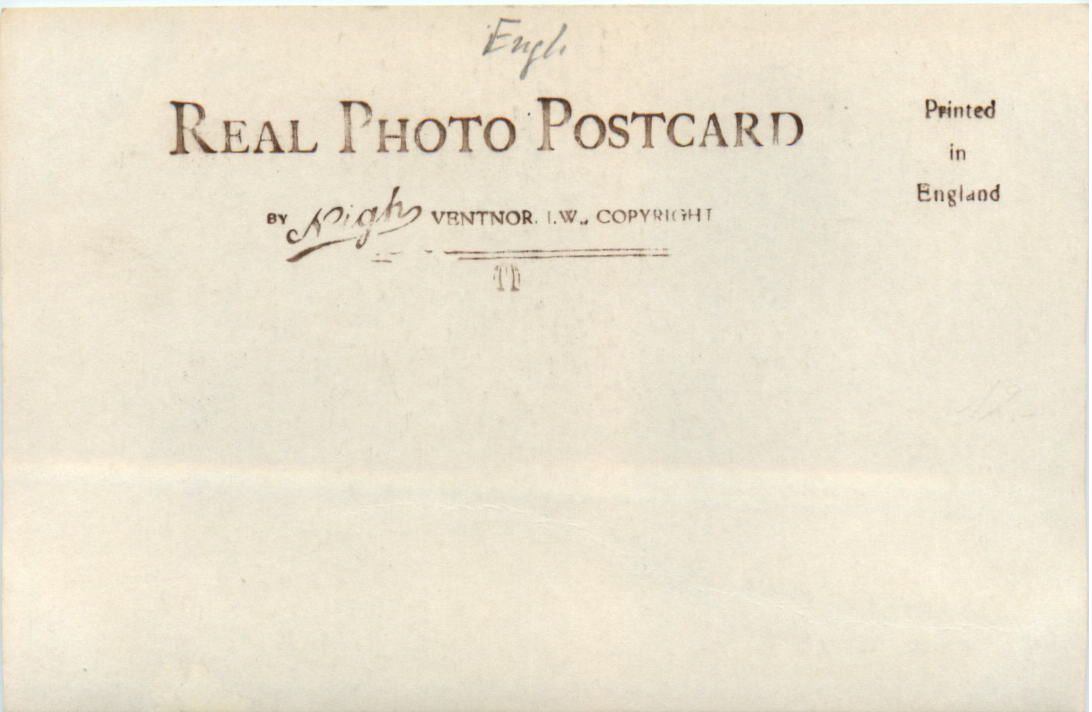 Engl.
REAL PHOTO POSTCARD
BY Nigh VENTNOR. I.W., COPYRIGHT
Printed
in
England